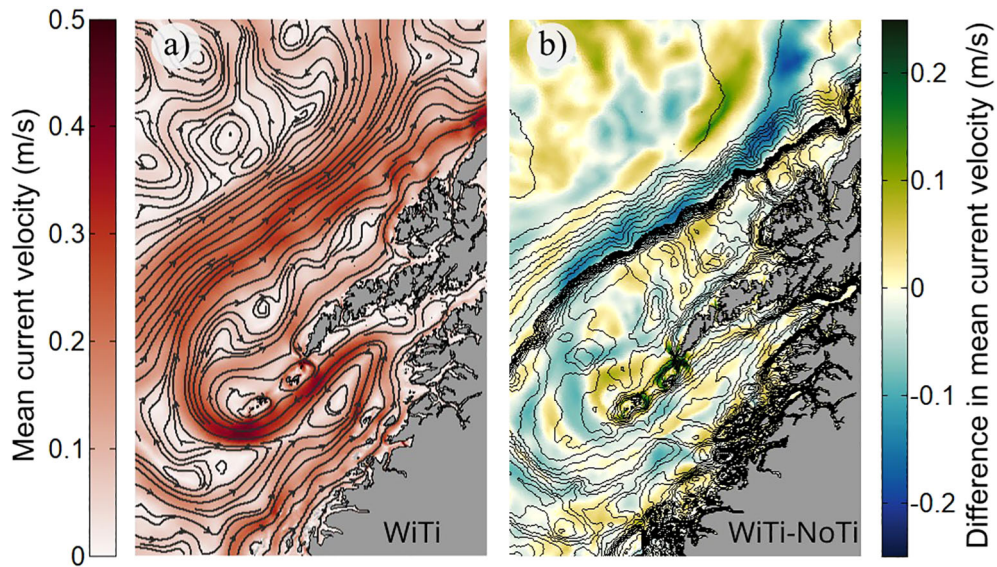 Mean current velocity (m/s)
0.5
0.4
0.3
0.2
0.1
0
a)
WiTi
b)
WiTi-NoTi
0.2
0.1
0
-0.1
-0.2
Difference in mean current velocity (m/s)